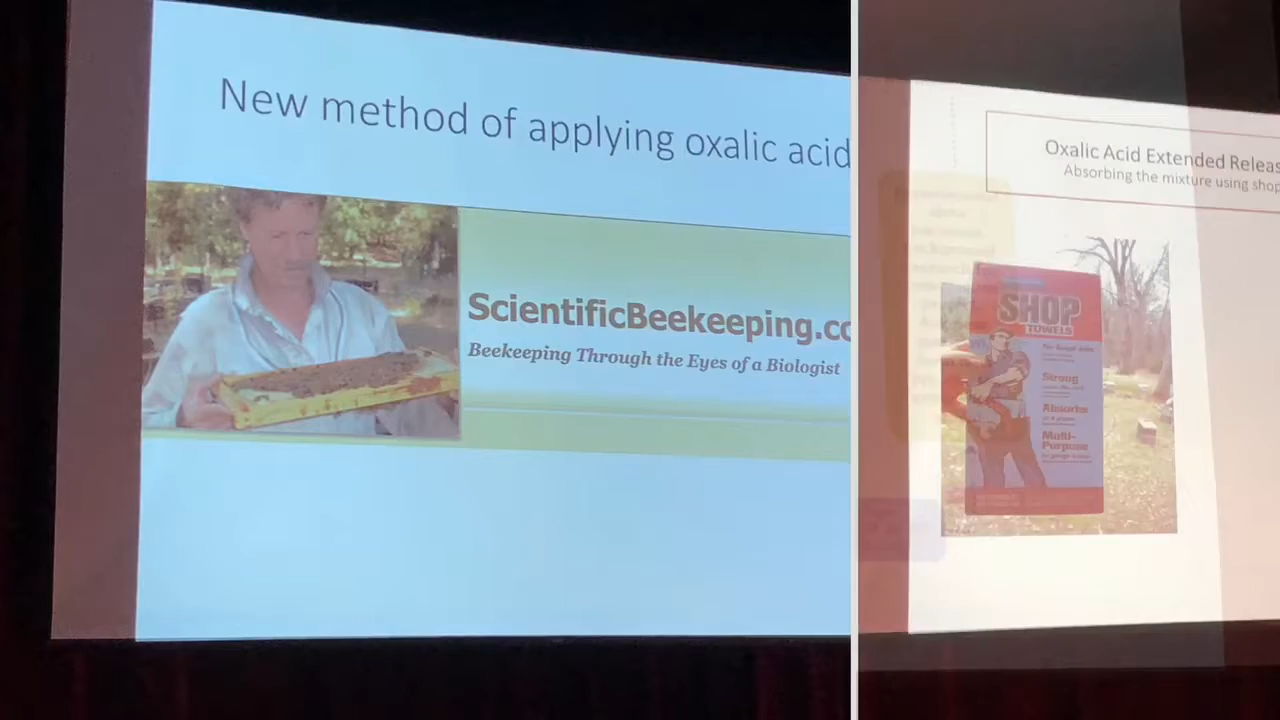 New method of applying oxalic acid
ScientificBeekeeping.co
Beekeeping Through the Eyes of a Biologist
Oxalic Acid Extended Releas
Absorbing the mixture using shop
SHOP
TOWELS
Strong
Absorbs
Multi-
Purpose